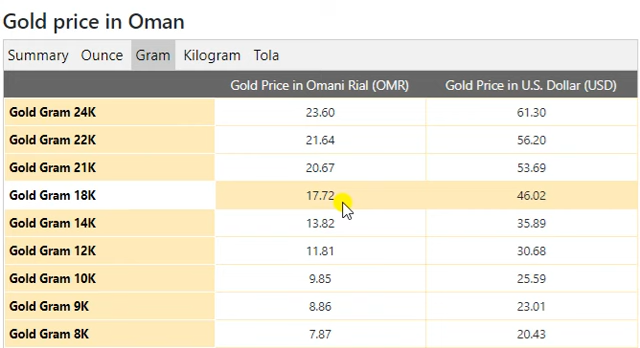 Gold price in Oman
Summary Ounce Gram Kilogram Tola
Gold Price in Omani Rial (OMR) Gold Price in U.S. Dollar (USD)
Gold Gram 24K 23.60 61.30
Gold Gram 22K 21.64 56.20
Gold Gram 21K 20.67 53.69
Gold Gram 18K 17.72 46.02
Gold Gram 14K 13.82 35.89
Gold Gram 12K 11.81 30.68
Gold Gram 10K 9.85 25.59
Gold Gram 9K 8.86 23.01
Gold Gram 8K 7.87 20.43